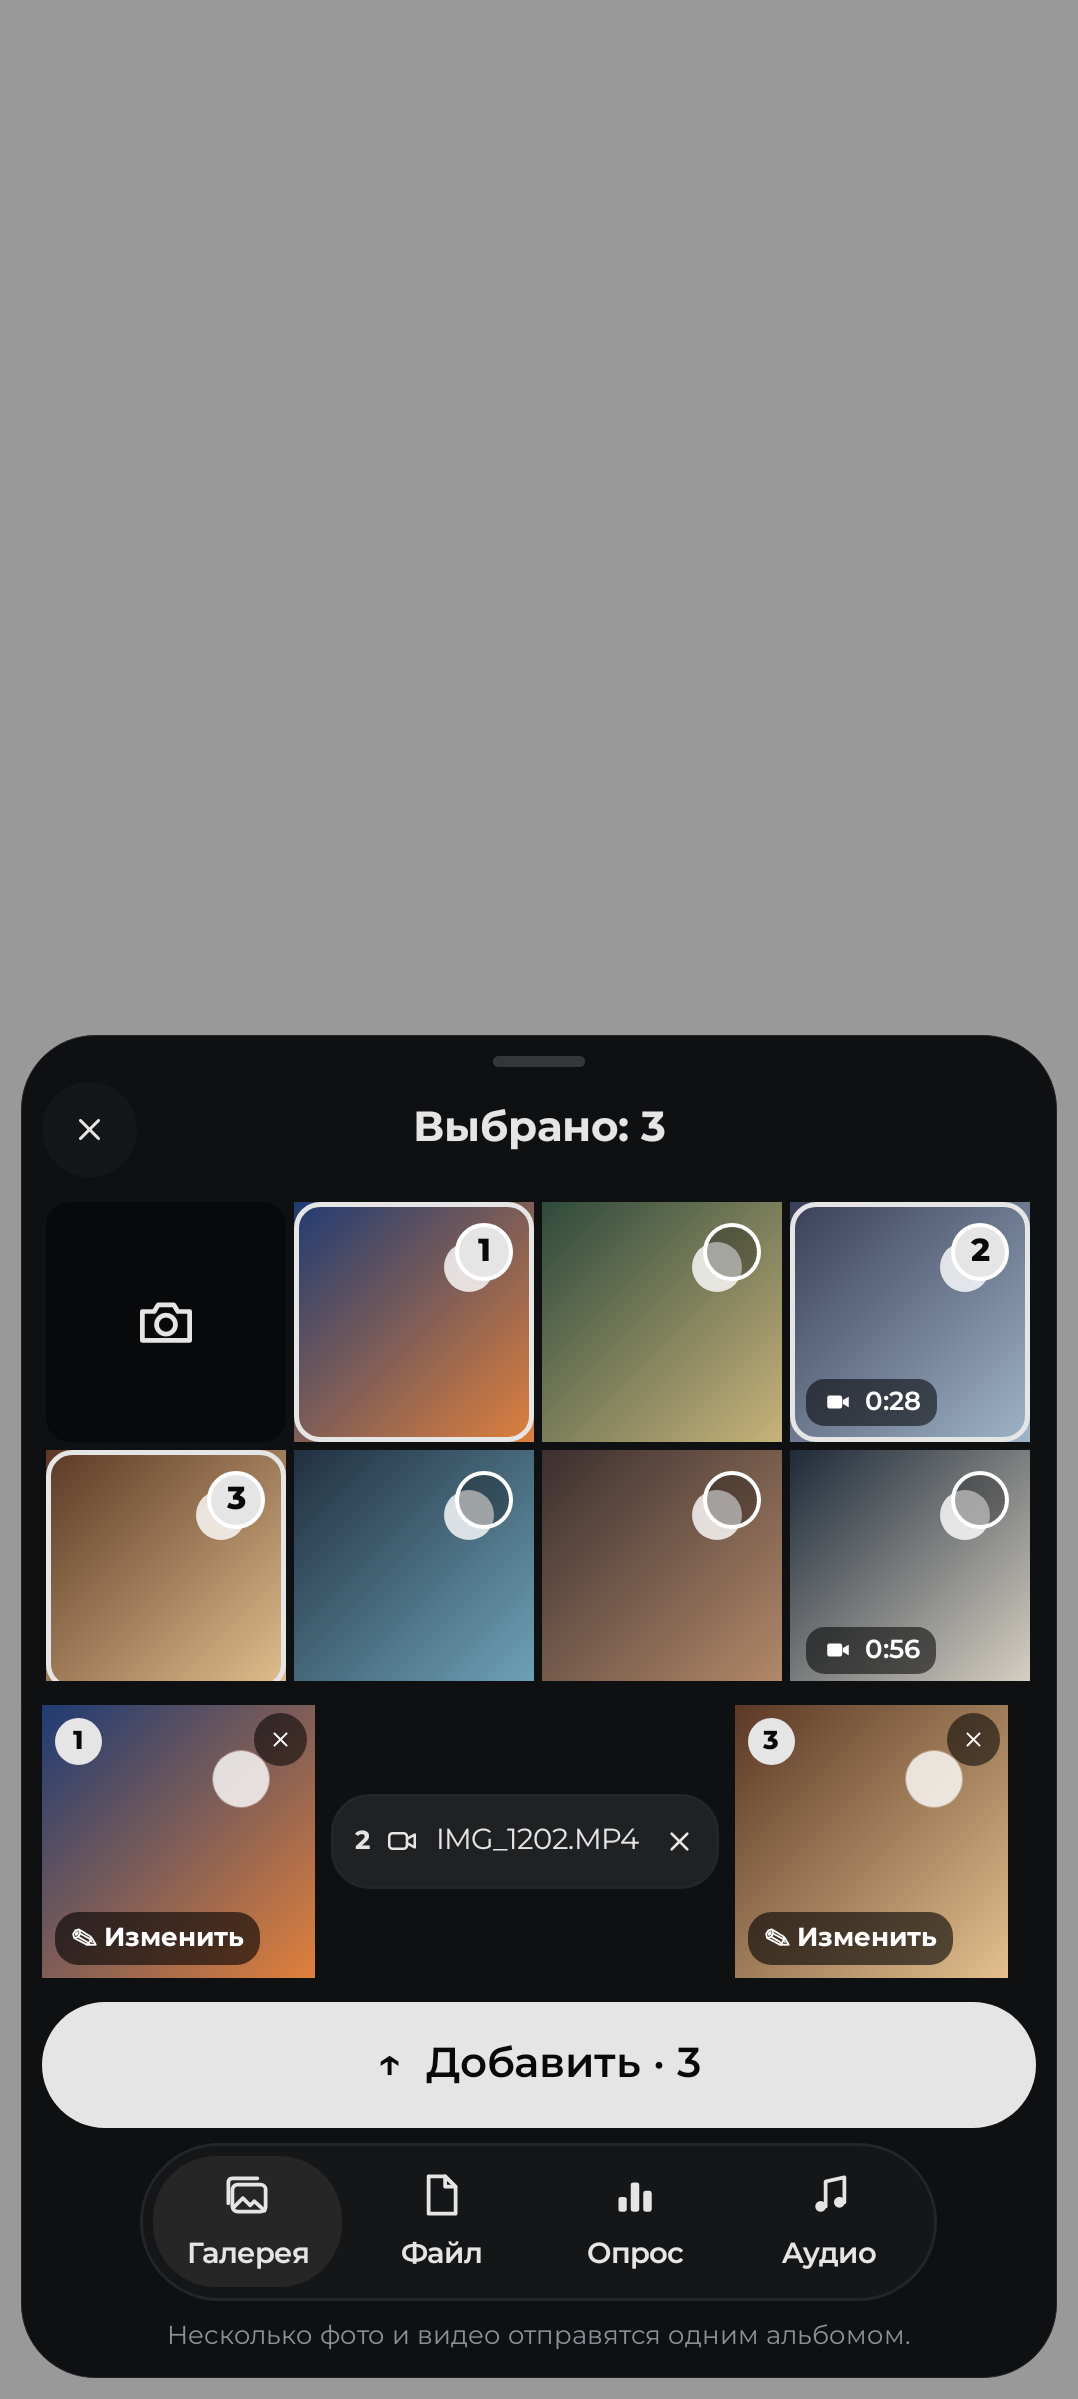 Выбрано: 3
1
2
0:28
3
0:56
1
✎ Изменить
2 IMG_1202.MP4
3
✎ Изменить
↑ Добавить · 3
Галерея
Файл
Опрос
Аудио
Несколько фото и видео отправятся одним альбомом.